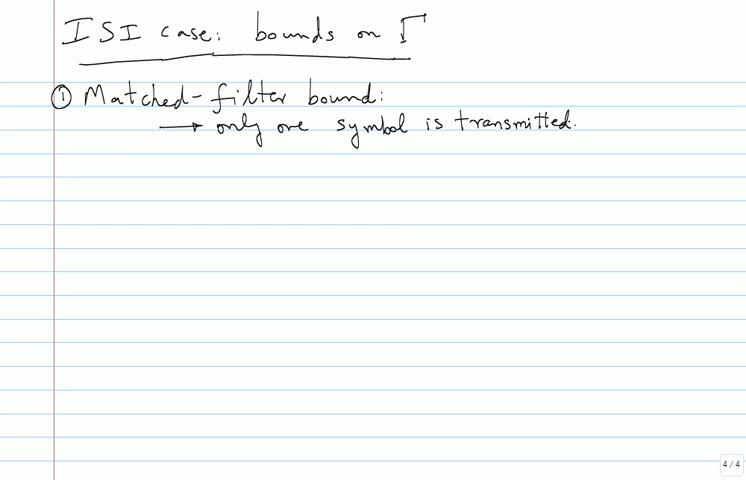 ISI case: bounds on Γ
① Matched-filter bound:
→ only one symbol is transmitted.
4/4